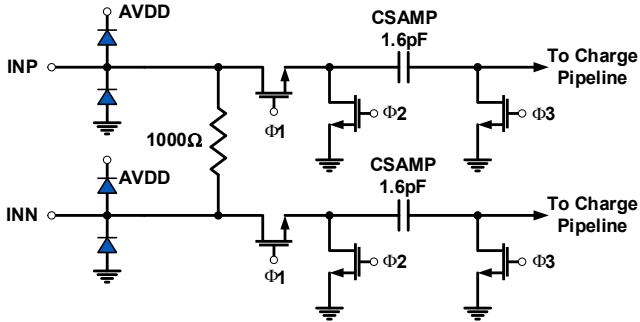 AVDD
CSAMP
1.6pF
INP
To Charge
Pipeline
Φ1
Φ2
Φ3
1000Ω
AVDD
CSAMP
1.6pF
INN
To Charge
Pipeline
Φ1
Φ2
Φ3